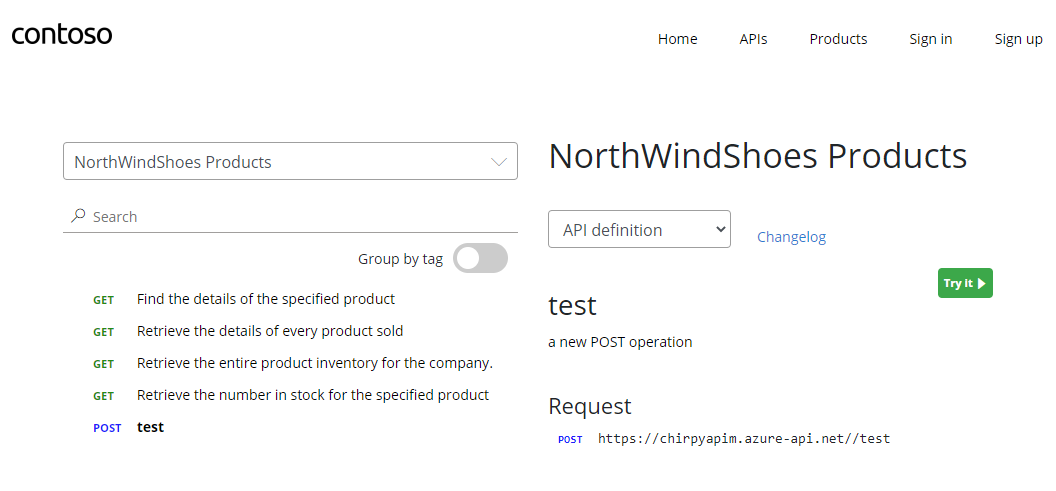 contoso
Home APIs Products Sign in Sign up
NorthWindShoes Products
Search
Group by tag
GET Find the details of the specified product
GET Retrieve the details of every product sold
GET Retrieve the entire product inventory for the company.
GET Retrieve the number in stock for the specified product
POST test
NorthWindShoes Products
API definition Changelog
Try it
test
a new POST operation
Request
POST https://chirpyapim.azure-api.net//test